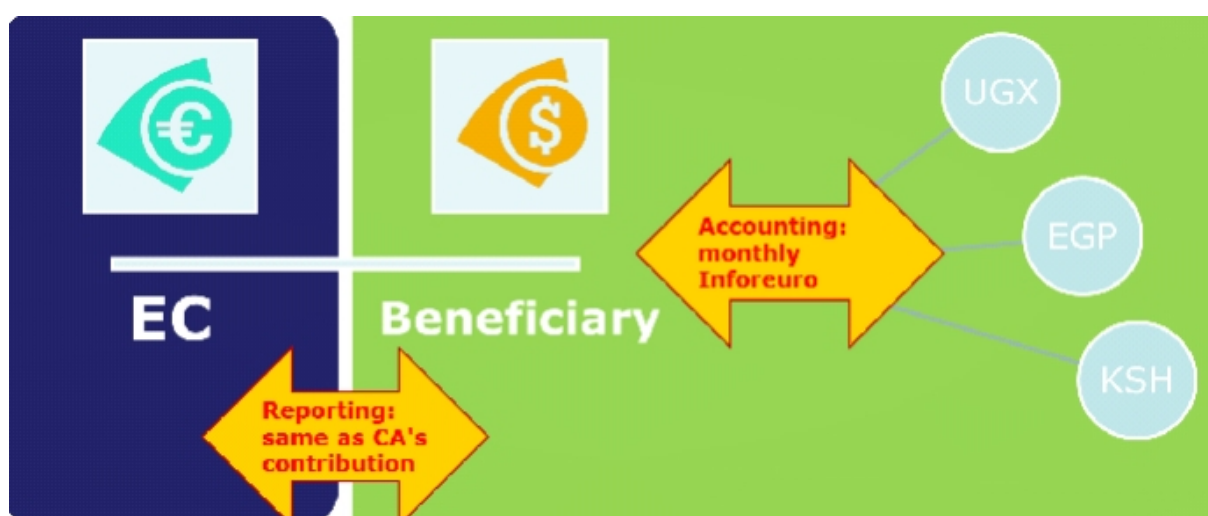 €
$
UGX
EGP
KSH
Accounting:
monthly
Inforeuro
EC
Beneficiary
Reporting:
same as CA's
contribution